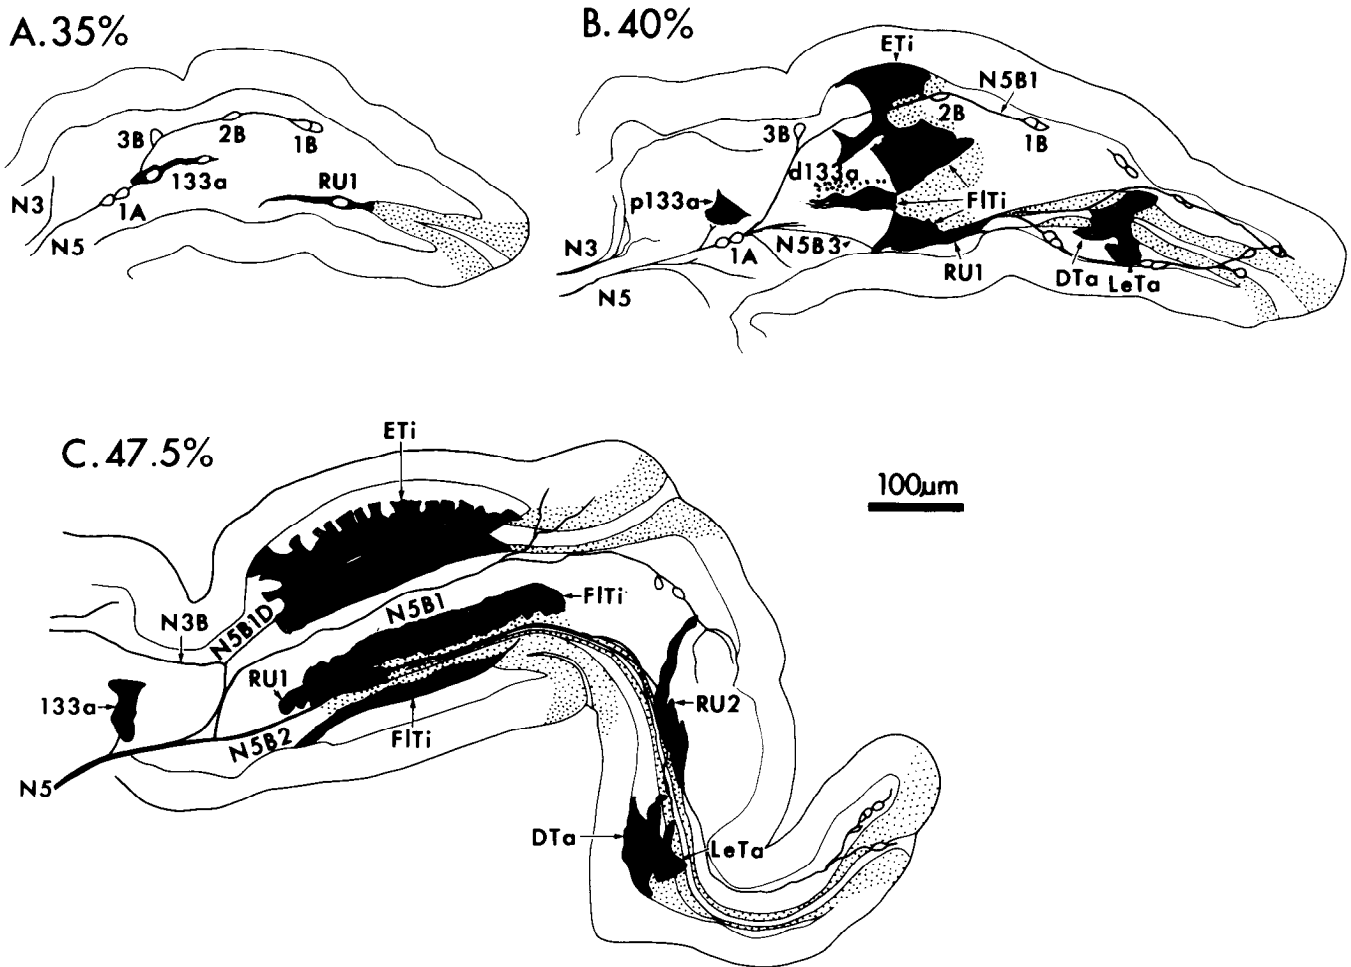 A. 35%
3B
2B
1B
133a
RU1
N3
1A
N5
B. 40%
ETi
N5B1
3B
2B
1B
d133a
p133a
FlTi
N3
1A
N5B3
RU1
DTa
LeTa
N5
C. 47.5%
ETi
100µm
N3B
N5B1D
N5B1
FlTi
RU1
133a
RU2
N5B2
FlTi
N5
DTa
LeTa